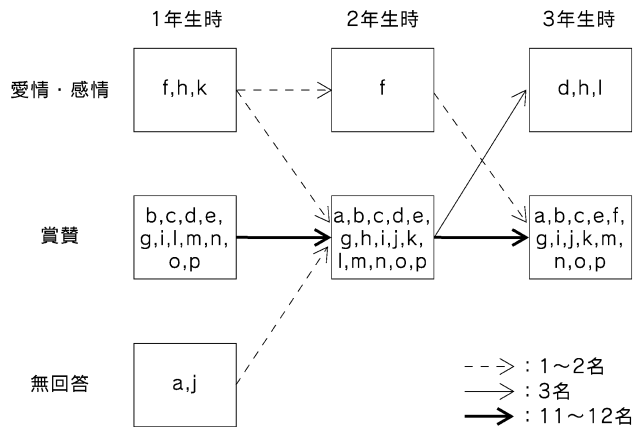 1年生時
2年生時
3年生時
愛情・感情
f,h,k
f
d,h,l
賞賛
b,c,d,e,
g,i,l,m,n,
o,p
a,b,c,d,e,
g,h,i,j,k,
l,m,n,o,p
a,b,c,e,f,
g,i,j,k,m,
n,o,p
無回答
a,j
：1～2名
：3名
：11～12名